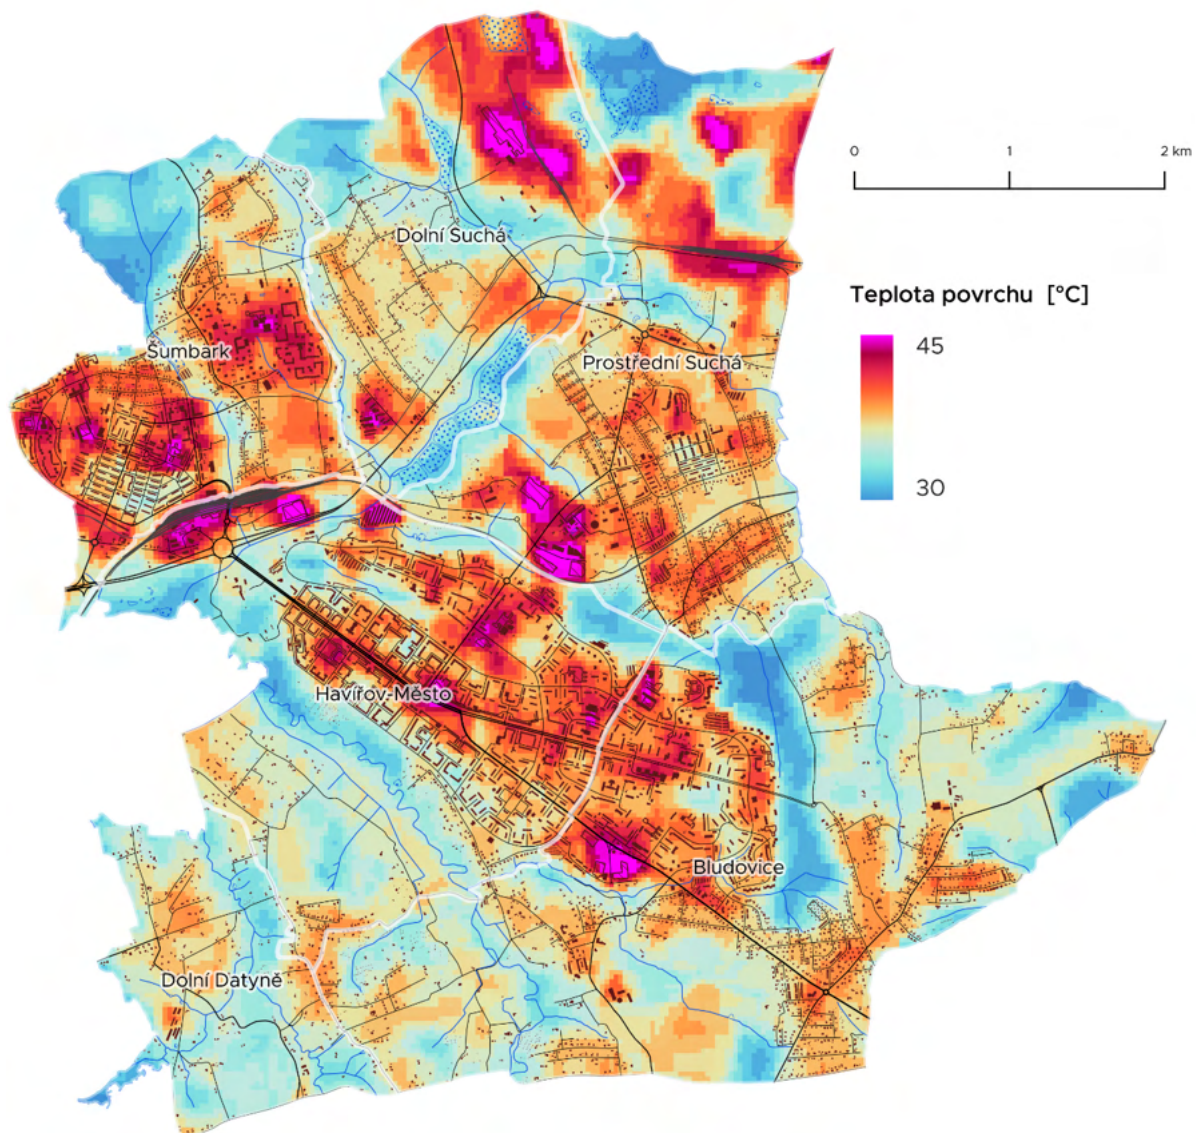 0 1 2 km
Dolní Suchá
Teplota povrchu [°C]
45
Šumbark
Prostřední Suchá
30
Havířov-Město
Bludovice
Dolní Datyně